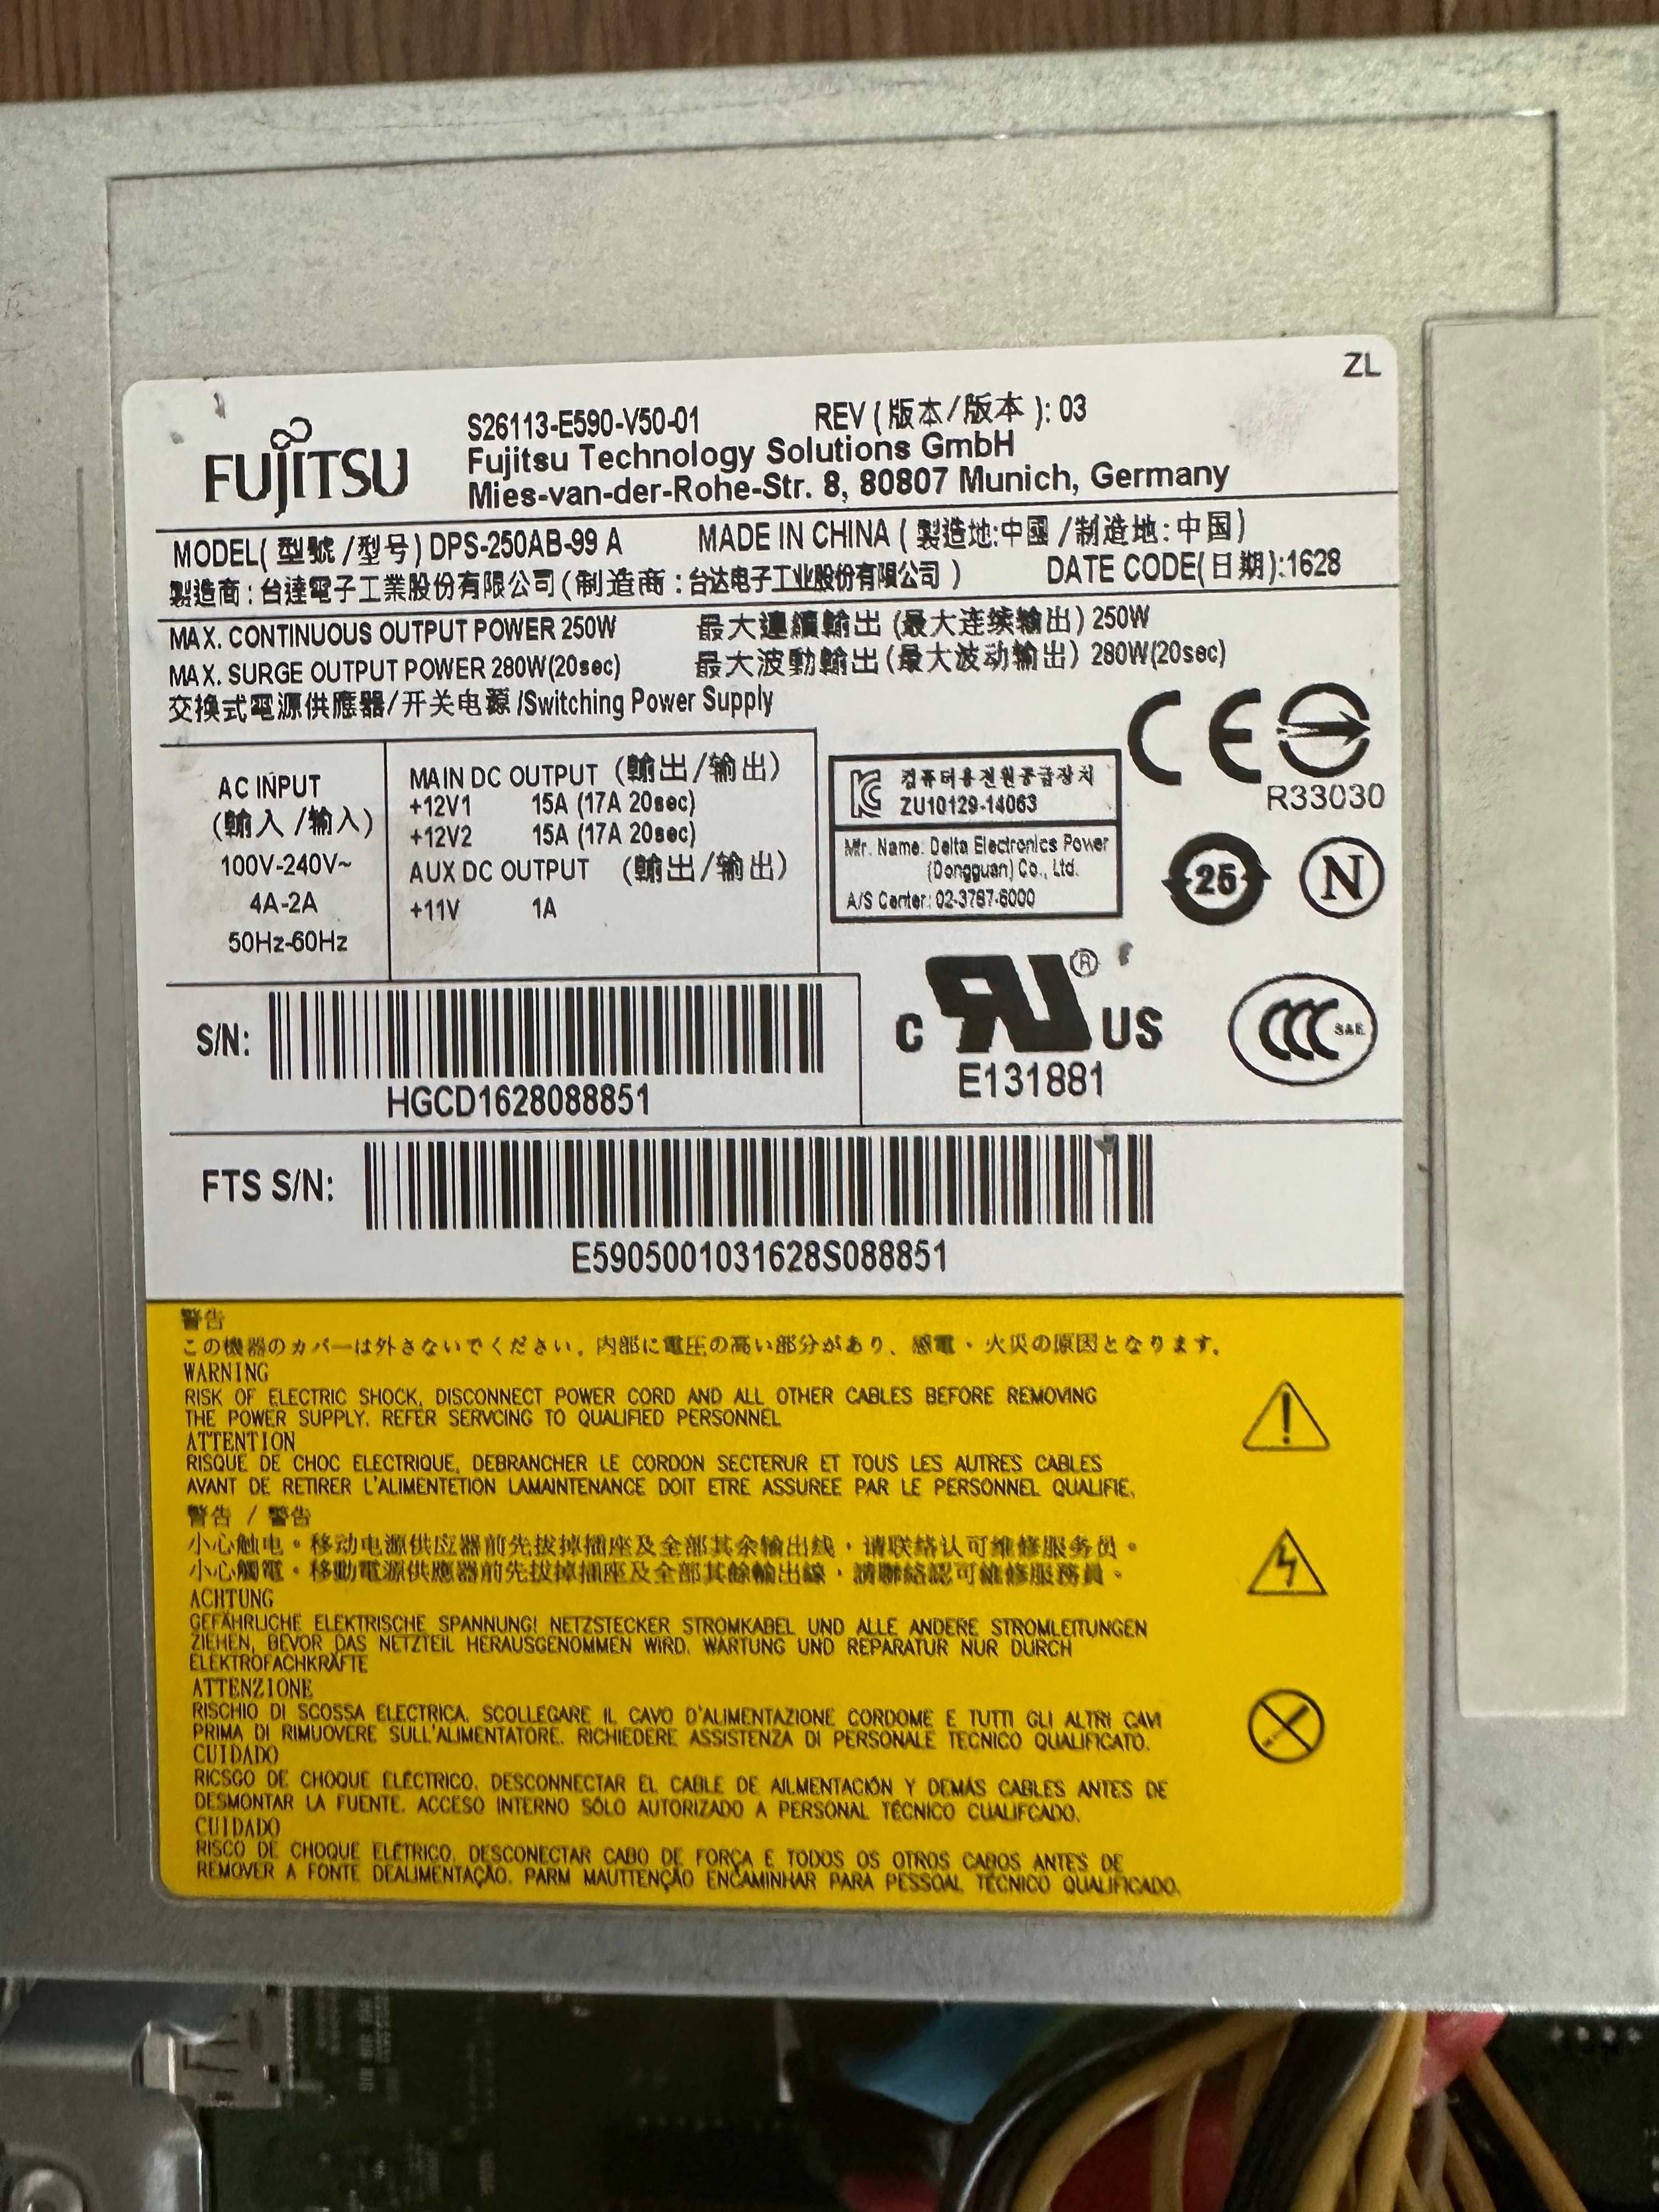 ZL
FUJITSU
S26113-E590-V50-01 REV (版本/版本): 03
Fujitsu Technology Solutions GmbH
Mies-van-der-Rohe-Str. 8, 80807 Munich, Germany
MODEL(型號/型号) DPS-250AB-99 A MADE IN CHINA (製造地:中國/制造地:中国)
製造商:台達電子工業股份有限公司(制造商:台达电子工业股份有限公司) DATE CODE(日期):1628
MAX. CONTINUOUS OUTPUT POWER 250W 最大連續輸出 (最大连续输出) 250W
MAX. SURGE OUTPUT POWER 280W(20sec) 最大波動輸出 (最大波动输出) 280W(20sec)
交換式電源供應器/开关电源/Switching Power Supply
AC INPUT
(輸入/输入)
100V-240V~
4A-2A
50Hz-60Hz
MAIN DC OUTPUT (輸出/输出)
+12V1 15A (17A 20sec)
+12V2 15A (17A 20sec)
AUX DC OUTPUT (輸出/输出)
+11V 1A
컴퓨터용전원공급장치
ZU10129-14063
Mfr. Name: Delta Electronics Power
(Dongguan) Co., Ltd.
A/S Center: 02-3787-6000
CE
R33030
25
N
S/N:
HGCD1628088851
C RU ® US
E131881
CCC S&E
FTS S/N:
E5905001031628S088851
警告
この機器のカバーは外さないでください。内部に電圧の高い部分があり、感電・火災の原因となります。
WARNING
RISK OF ELECTRIC SHOCK, DISCONNECT POWER CORD AND ALL OTHER CABLES BEFORE REMOVING
THE POWER SUPPLY. REFER SERVCING TO QUALIFIED PERSONNEL
ATTENTION
RISQUE DE CHOC ELECTRIQUE, DEBRANCHER LE CORDON SECTERUR ET TOUS LES AUTRES CABLES
AVANT DE RETIRER L'ALIMENTETION LAMAINTENANCE DOIT ETRE ASSUREE PAR LE PERSONNEL QUALIFIE,
警告 / 警告
小心触电。移动电源供应器前先拔掉插座及全部其余输出线,请联络认可维修服务员。
小心觸電。移動電源供應器前先拔掉插座及全部其餘輸出線,請聯絡認可維修服務員。
ACHTUNG
GEFÄHRLICHE ELEKTRISCHE SPANNUNG! NETZSTECKER STROMKABEL UND ALLE ANDERE STROMLEITUNGEN
ZIEHEN, BEVOR DAS NETZTEIL HERAUSGENOMMEN WIRD. WARTUNG UND REPARATUR NUR DURCH
ELEKTROFACHKRÄFTE
ATTENZIONE
RISCHIO DI SCOSSA ELECTRICA, SCOLLEGARE IL CAVO D'ALIMENTAZIONE CORDOME E TUTTI GLI ALTRI CAVI
PRIMA DI RIMUOVERE SULL'ALIMENTATORE. RICHIEDERE ASSISTENZA DI PERSONALE TECNICO QUALIFICATO.
CUIDADO
RICSGO DE CHOQUE ELÉCTRICO. DESCONNECTAR EL CABLE DE AILMENTACIÓN Y DEMÁS CABLES ANTES DE
DESMONTAR LA FUENTE. ACCESO INTERNO SÓLO AUTORIZADO A PERSONAL TÉCNICO CUALIFCADO.
CUIDADO
RISCO DE CHOQUE ELÉTRICO. DESCONECTAR CABO DE FORÇA E TODOS OS OTROS CABOS ANTES DE
REMOVER A FONTE DEALIMENTAÇÃO. PARM MAUTTENÇÃO ENCAMINHAR PARA PESSOAL TÉCNICO QUALIFICADO.